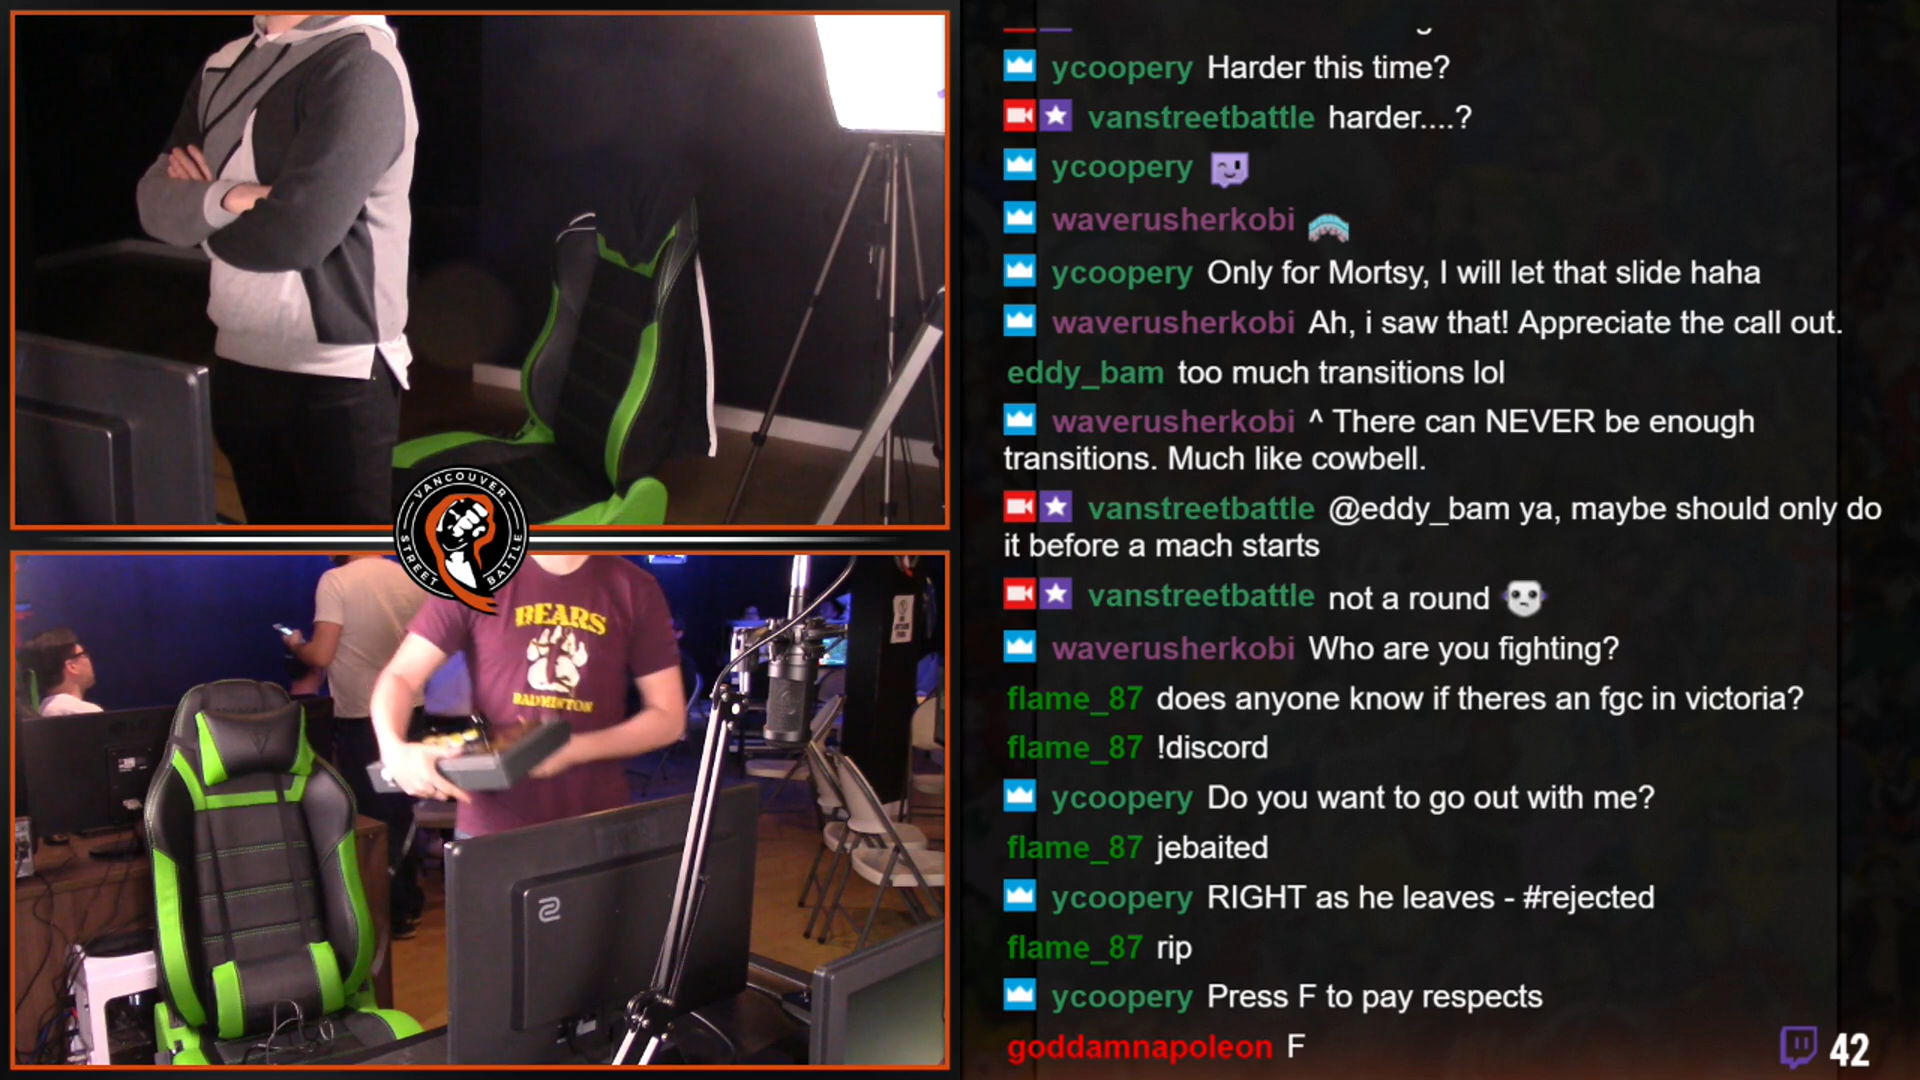 VANCOUVER
STREET BATTLE
BEARS
BADMINTON
ycoopery Harder this time?
vanstreetbattle harder....?
ycoopery
waverusherkobi
ycoopery Only for Mortsy, I will let that slide haha
waverusherkobi Ah, i saw that! Appreciate the call out.
eddy_bam too much transitions lol
waverusherkobi ^ There can NEVER be enough
transitions. Much like cowbell.
vanstreetbattle @eddy_bam ya, maybe should only do
it before a mach starts
vanstreetbattle not a round
waverusherkobi Who are you fighting?
flame_87 does anyone know if theres an fgc in victoria?
flame_87 !discord
ycoopery Do you want to go out with me?
flame_87 jebaited
ycoopery RIGHT as he leaves - #rejected
flame_87 rip
ycoopery Press F to pay respects
goddamnapoleon F
42